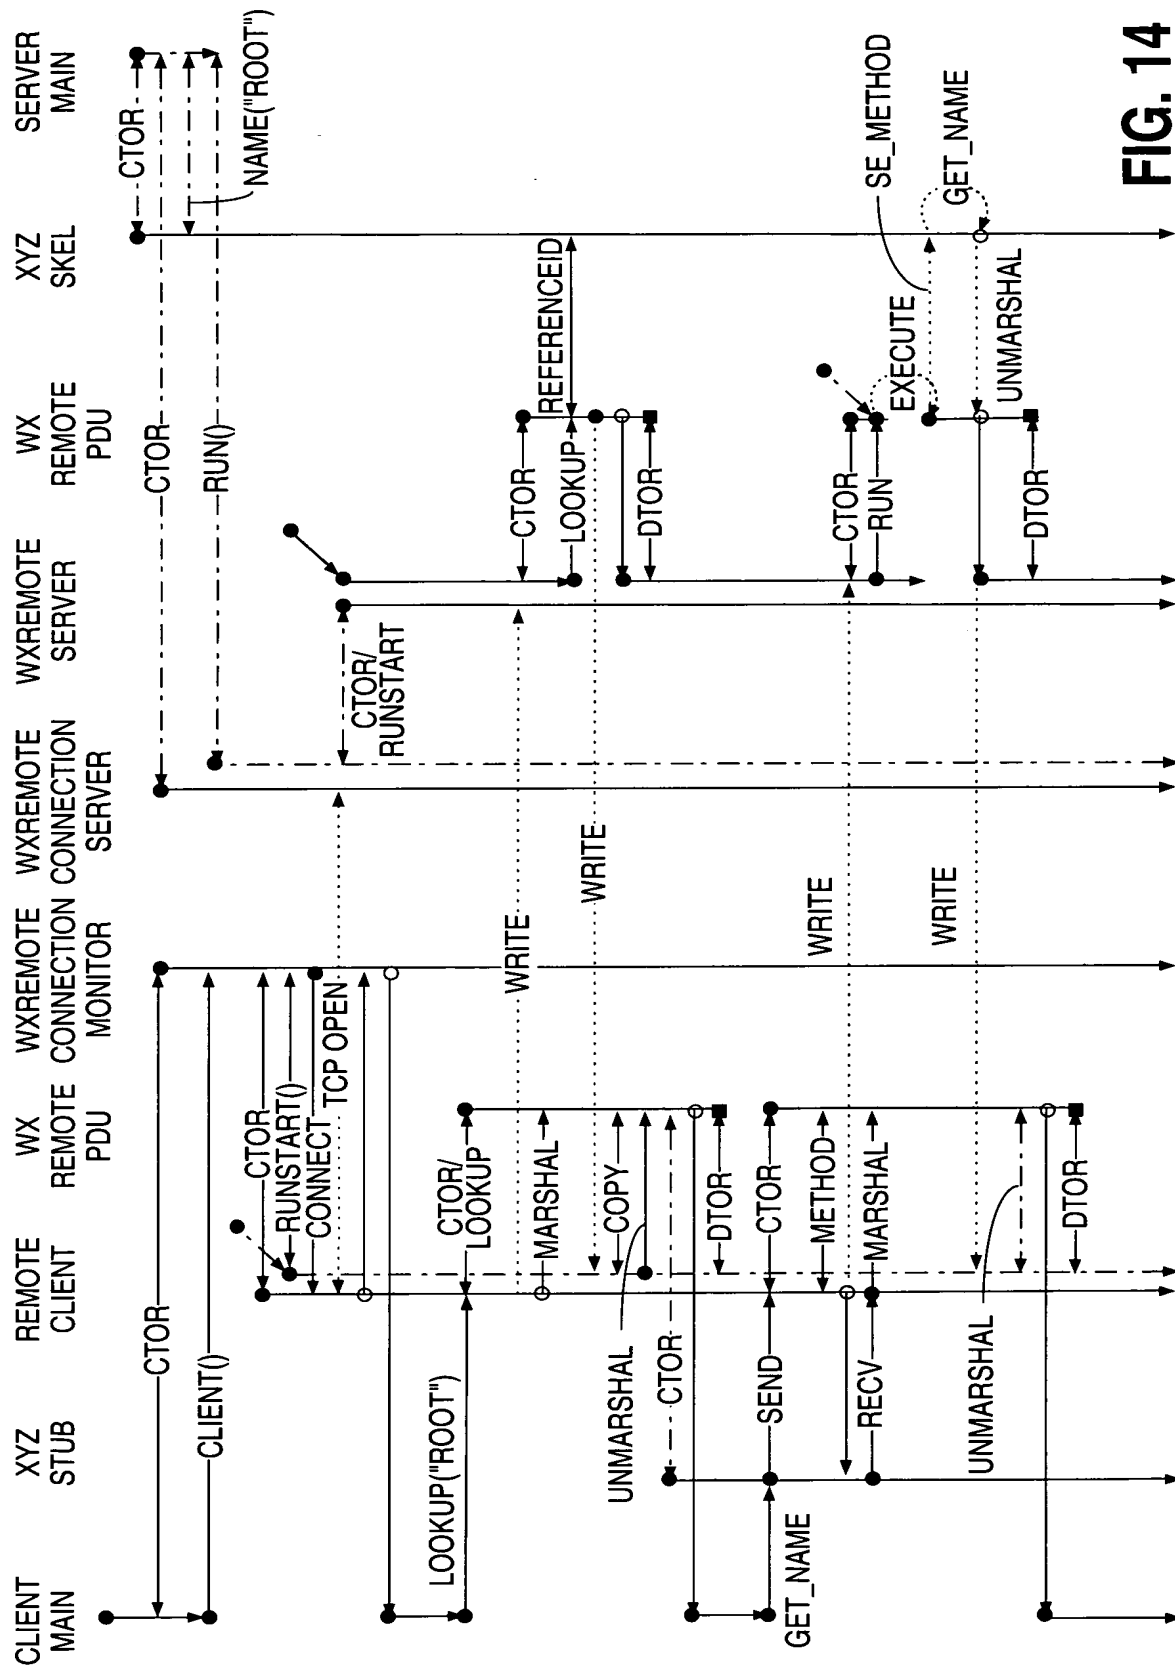 CLIENT
MAIN
XYZ
STUB
REMOTE
CLIENT
WX
REMOTE
PDU
WXREMOTE
CONNECTION
MONITOR
WXREMOTE
CONNECTION
SERVER
WXREMOTE
SERVER
WX
REMOTE
PDU
XYZ
SKEL
SERVER
MAIN
CTOR
CTOR
NAME("ROOT")
RUN()
CTOR
CLIENT()
CTOR
RUNSTART()
CONNECT
TCP OPEN
CTOR/
RUNSTART
LOOKUP("ROOT")
CTOR/
LOOKUP
WRITE
CTOR
MARSHAL
LOOKUP
REFERENCEID
WRITE
COPY
UNMARSHAL
DTOR
CTOR
DTOR
GET_NAME
SEND
CTOR
METHOD
WRITE
CTOR
RUN
EXECUTE
SE_METHOD
RECV
MARSHAL
GET_NAME
WRITE
UNMARSHAL
UNMARSHAL
DTOR
DTOR
FIG. 14